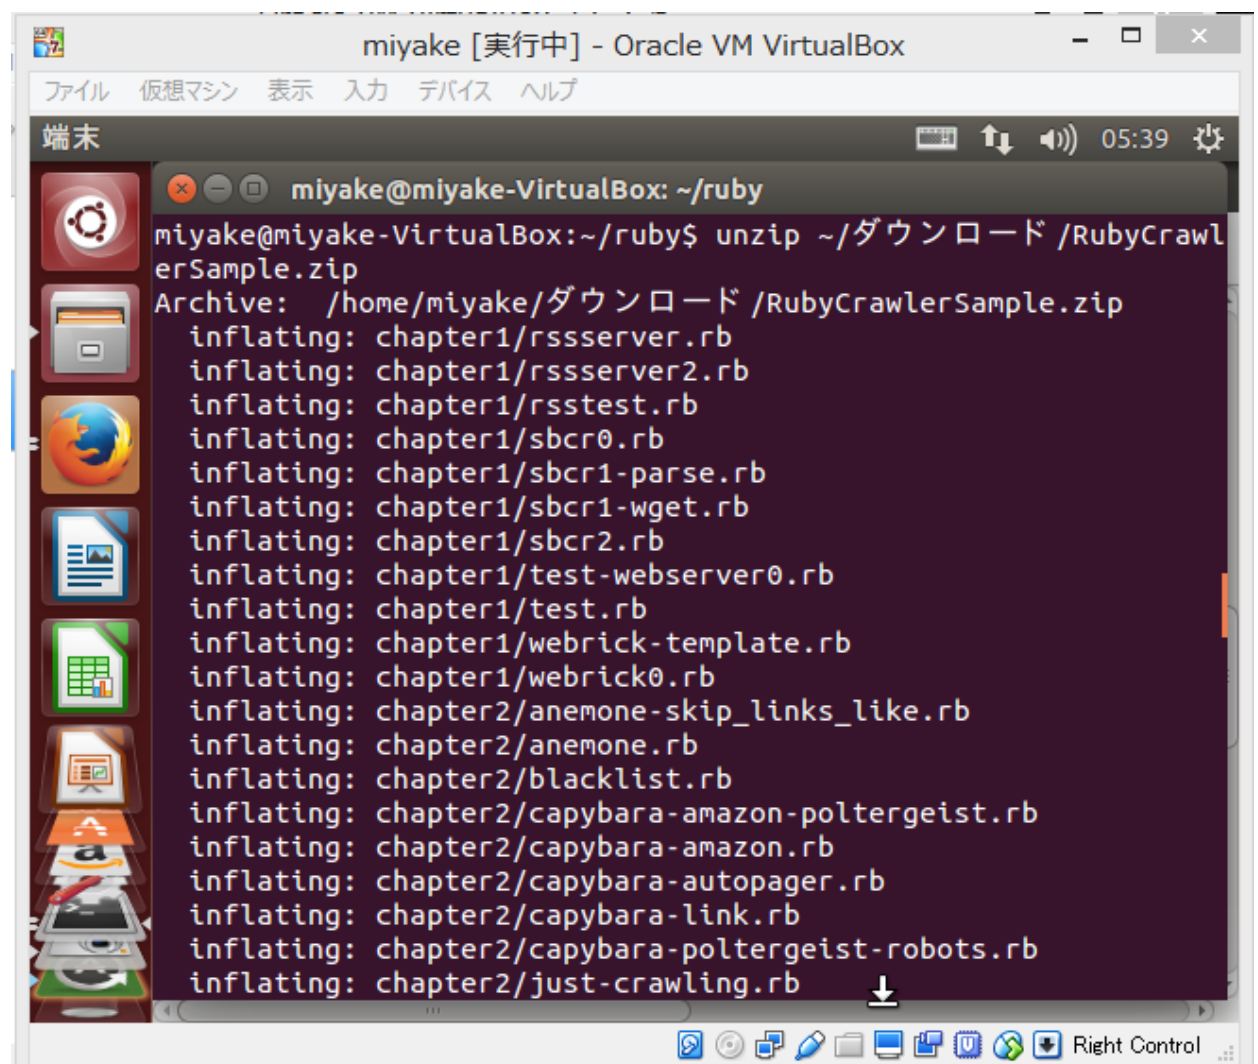 miyake [実行中] - Oracle VM VirtualBox
ファイル 仮想マシン 表示 入力 デバイス ヘルプ
端末 05:39
miyake@miyake-VirtualBox: ~/ruby
miyake@miyake-VirtualBox:~/ruby$ unzip ~/ダウンロード/RubyCrawl
erSample.zip
Archive:  /home/miyake/ダウンロード/RubyCrawlerSample.zip
  inflating: chapter1/rssserver.rb
  inflating: chapter1/rssserver2.rb
  inflating: chapter1/rsstest.rb
  inflating: chapter1/sbcr0.rb
  inflating: chapter1/sbcr1-parse.rb
  inflating: chapter1/sbcr1-wget.rb
  inflating: chapter1/sbcr2.rb
  inflating: chapter1/test-webserver0.rb
  inflating: chapter1/test.rb
  inflating: chapter1/webrick-template.rb
  inflating: chapter1/webrick0.rb
  inflating: chapter2/anemone-skip_links_like.rb
  inflating: chapter2/anemone.rb
  inflating: chapter2/blacklist.rb
  inflating: chapter2/capybara-amazon-poltergeist.rb
  inflating: chapter2/capybara-amazon.rb
  inflating: chapter2/capybara-autopager.rb
  inflating: chapter2/capybara-link.rb
  inflating: chapter2/capybara-poltergeist-robots.rb
  inflating: chapter2/just-crawling.rb
Right Control